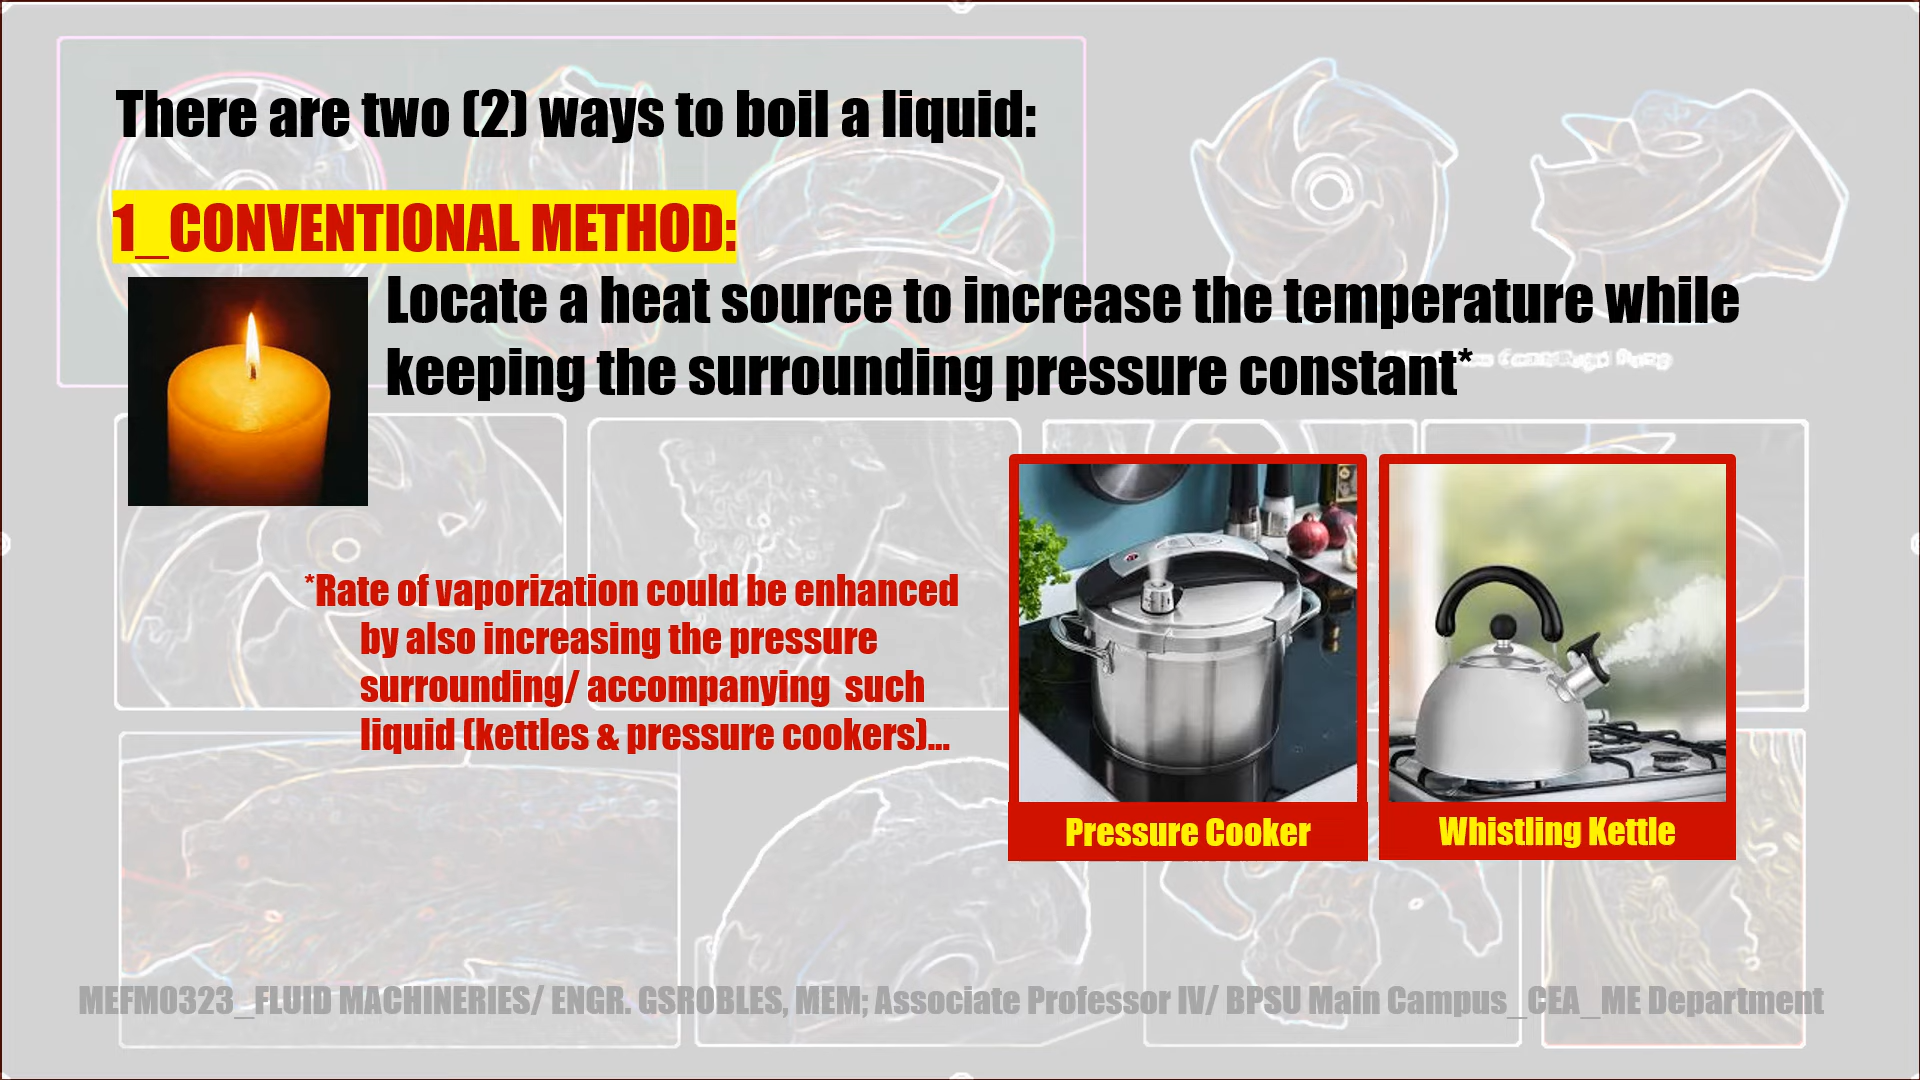 There are two (2) ways to boil a liquid:
1_CONVENTIONAL METHOD:
Locate a heat source to increase the temperature while
keeping the surrounding pressure constant*
*Rate of vaporization could be enhanced
by also increasing the pressure
surrounding/ accompanying such
liquid (kettles & pressure cookers)...
Pressure Cooker
Whistling Kettle
MEFM0323_FLUID MACHINERIES/ ENGR. GSROBLES, MEM; Associate Professor IV/ BPSU Main Campus_CEA_ME Department